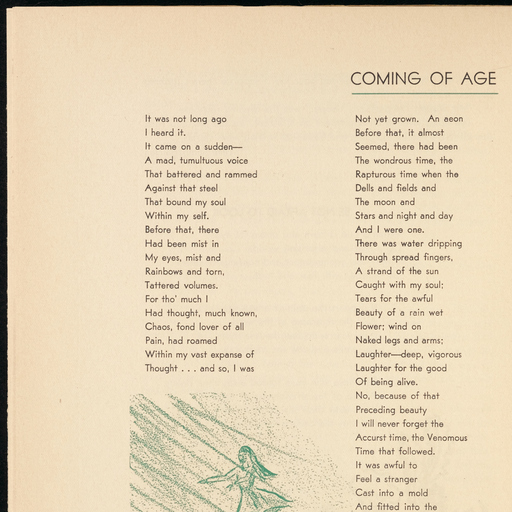 COMING OF AGE
It was not long ago
I heard it.
It came on a sudden—
A mad, tumultuous voice
That battered and rammed
Against that steel
That bound my soul
Within my self.
Before that, there
Had been mist in
My eyes, mist and
Rainbows and torn,
Tattered volumes.
For tho' much I
Had thought, much known,
Chaos, fond lover of all
Pain, had roamed
Within my vast expanse of
Thought . . . and so, I was
Not yet grown. An aeon
Before that, it almost
Seemed, there had been
The wondrous time, the
Rapturous time when the
Dells and fields and
The moon and
Stars and night and day
And I were one.
There was water dripping
Through spread fingers,
A strand of the sun
Caught with my soul;
Tears for the awful
Beauty of a rain wet
Flower; wind on
Naked legs and arms;
Laughter—deep, vigorous
Laughter for the good
Of being alive.
No, because of that
Preceding beauty
I will never forget the
Accurst time, the Venomous
Time that followed.
It was awful to
Feel a stranger
Cast into a mold
And fitted into the